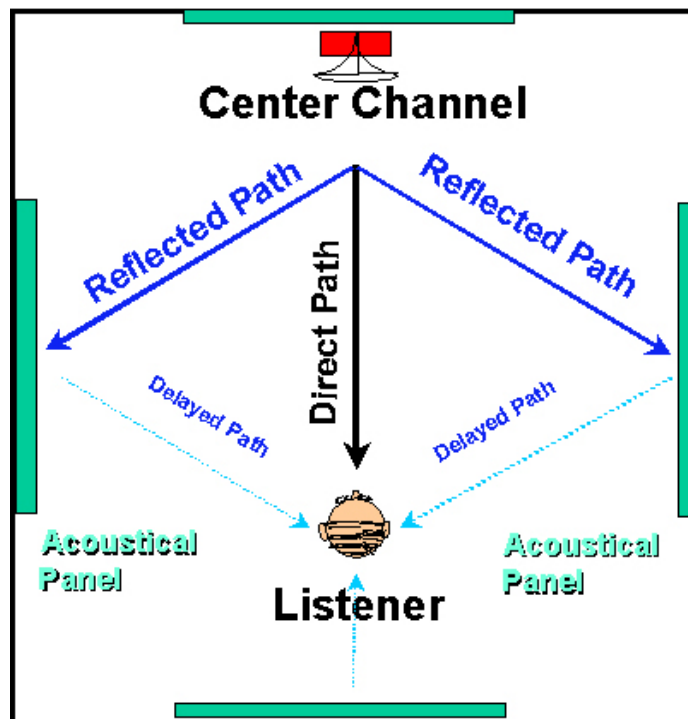 Center Channel
Reflected Path
Reflected Path
Direct Path
Delayed Path
Delayed Path
Acoustical
Panel
Acoustical
Panel
Listener